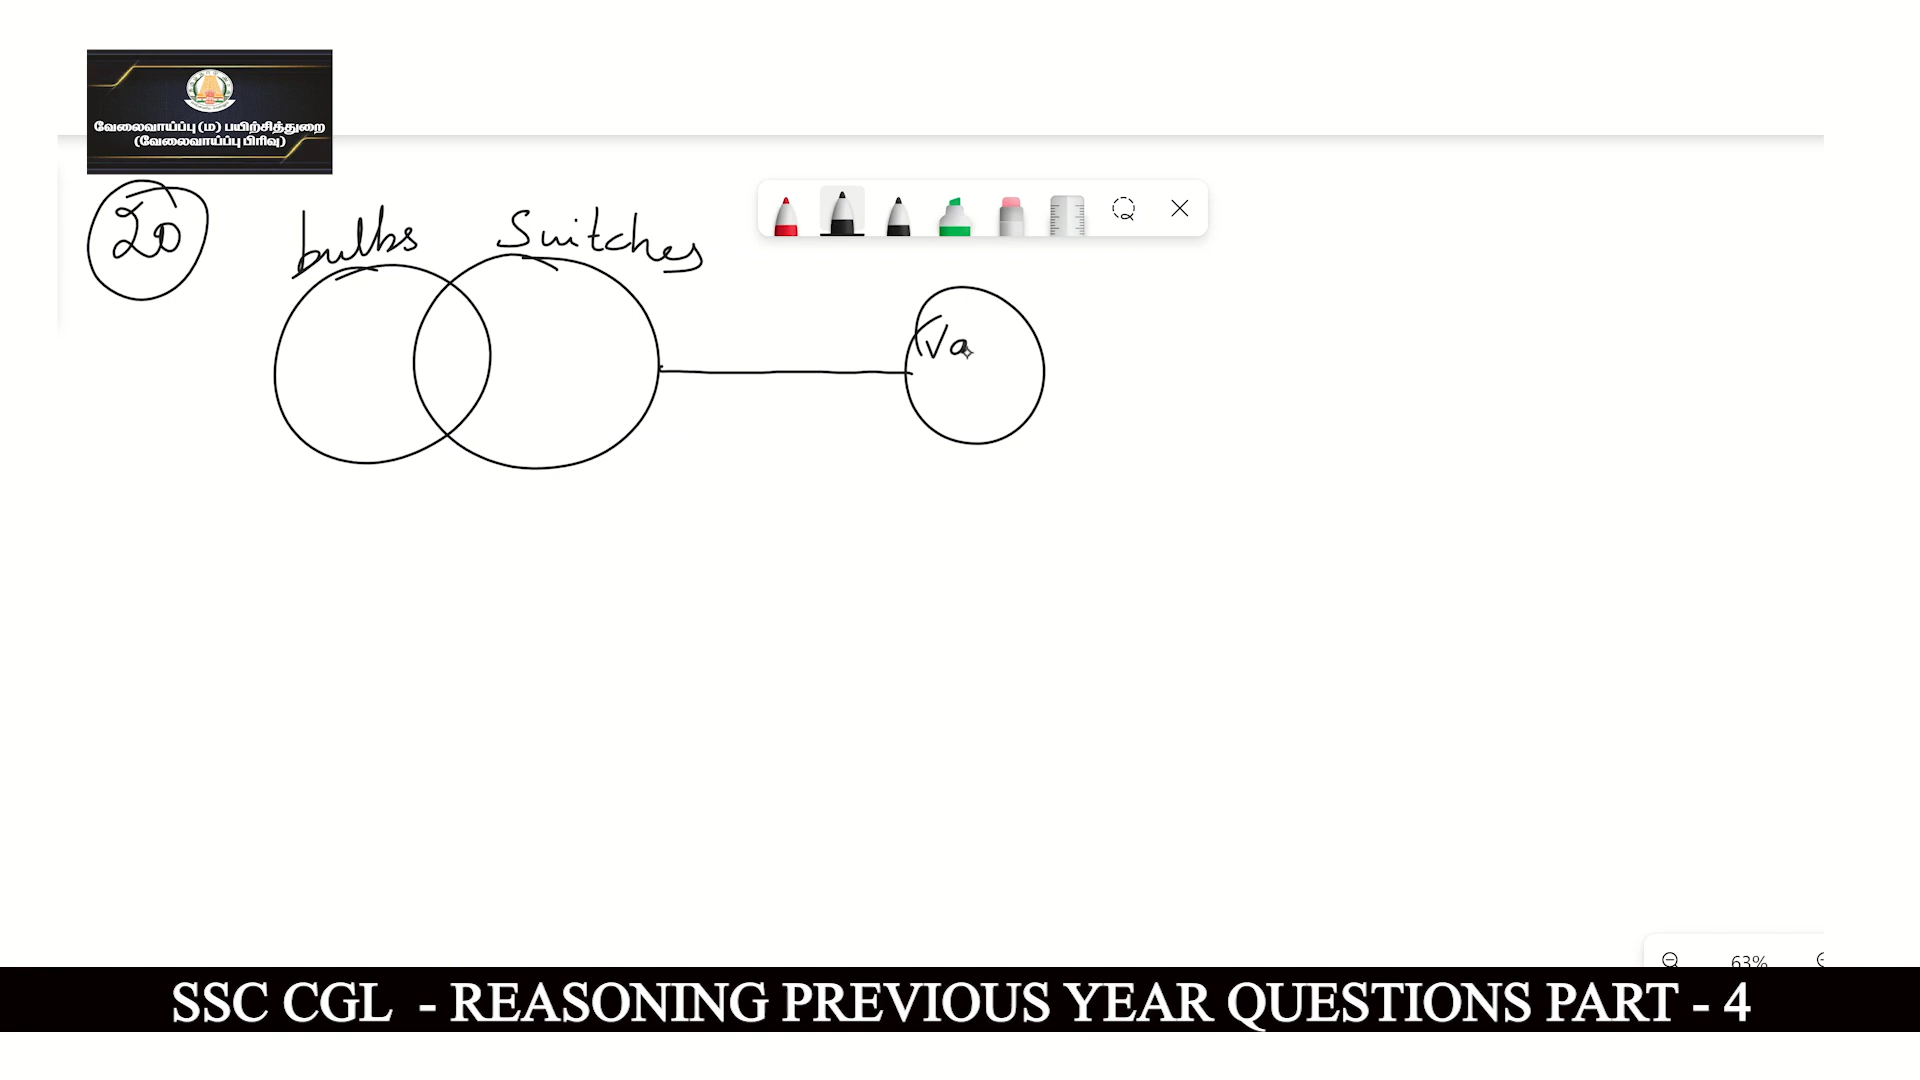 வேலைவாய்ப்பு (ம) பயிற்சித்துறை
(வேலைவாய்ப்பு பிரிவு)
20
bulbs Switches
Va
63%
SSC CGL - REASONING PREVIOUS YEAR QUESTIONS PART - 4